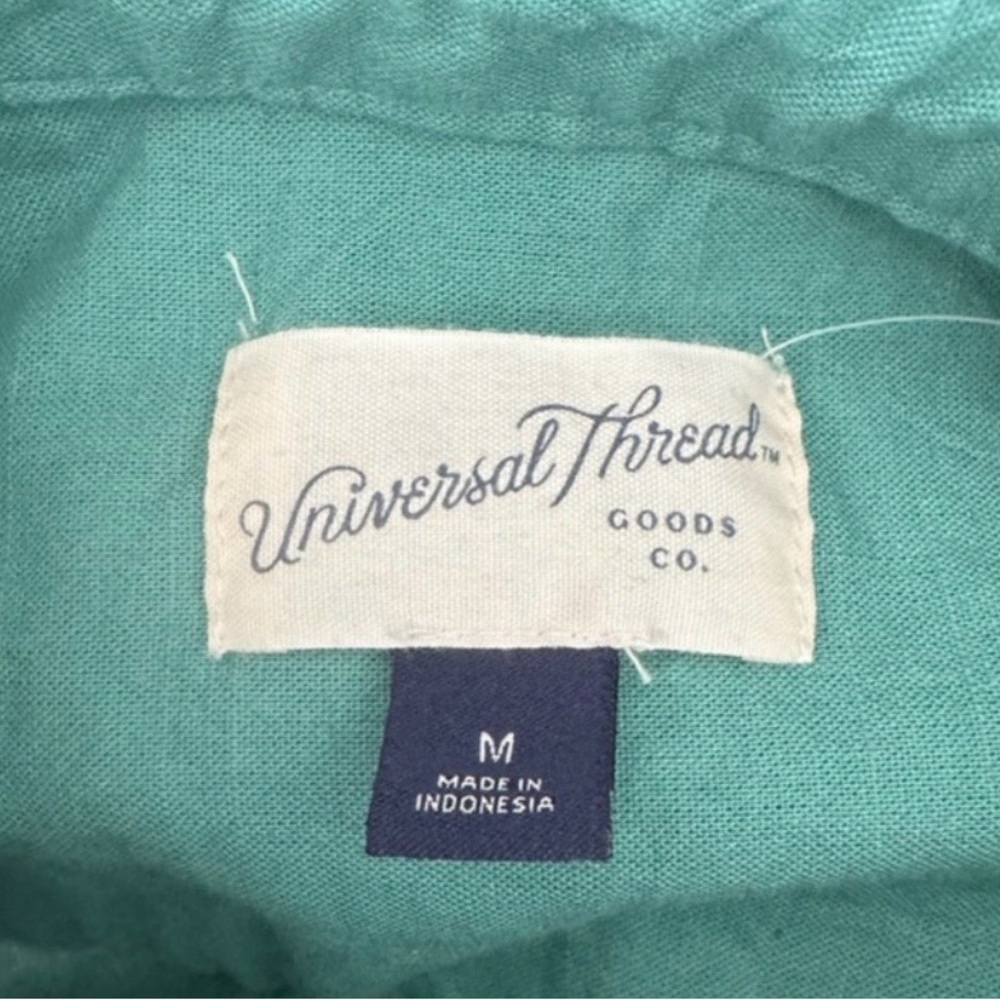 Universal Thread™
GOODS
CO.
M
MADE IN
INDONESIA